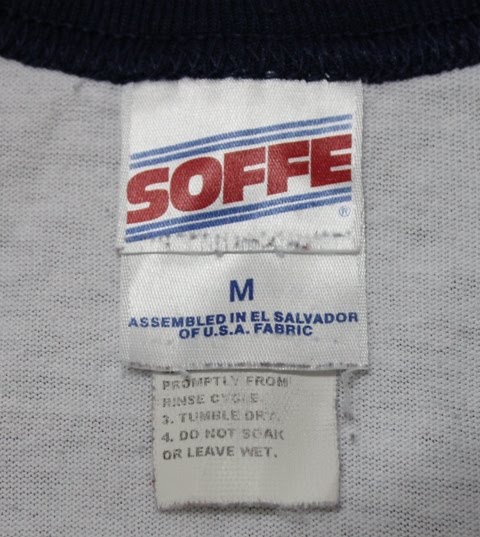 SOFFE
®
M
ASSEMBLED IN EL SALVADOR
OF U.S.A. FABRIC
PROMPTLY FROM
RINSE CYCLE.
3. TUMBLE DRY.
4. DO NOT SOAK
OR LEAVE WET.